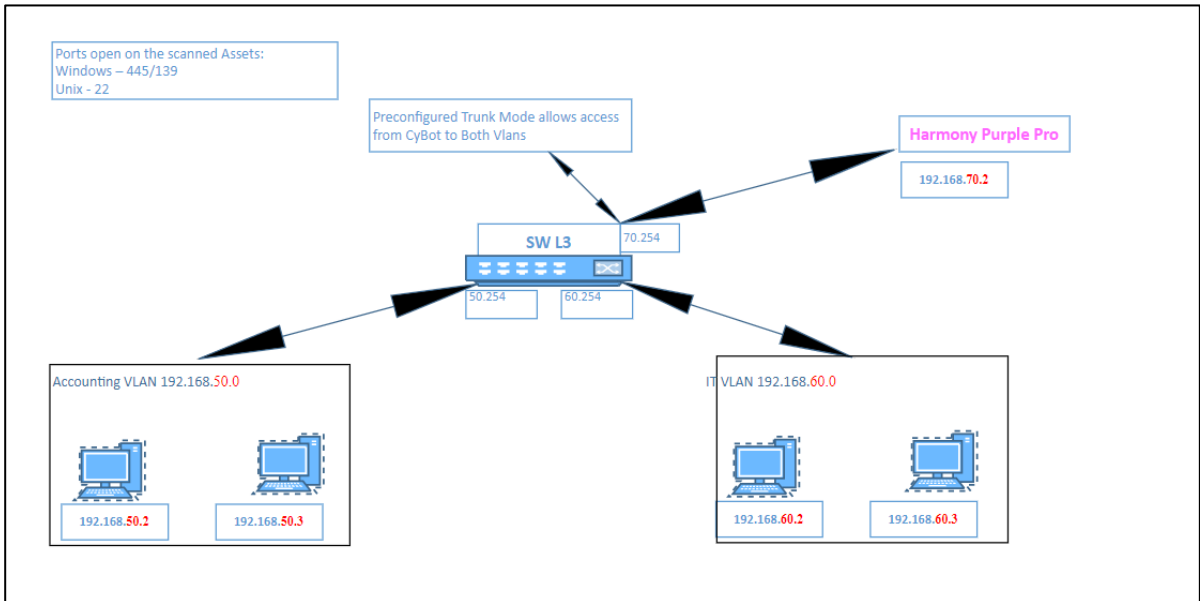 Ports open on the scanned Assets:
Windows – 445/139
Unix - 22
Preconfigured Trunk Mode allows access
from CyBot to Both Vlans
Harmony Purple Pro
192.168.70.2
SW L3
70.254
50.254
60.254
Accounting VLAN 192.168.50.0
IT VLAN 192.168.60.0
192.168.50.2
192.168.50.3
192.168.60.2
192.168.60.3